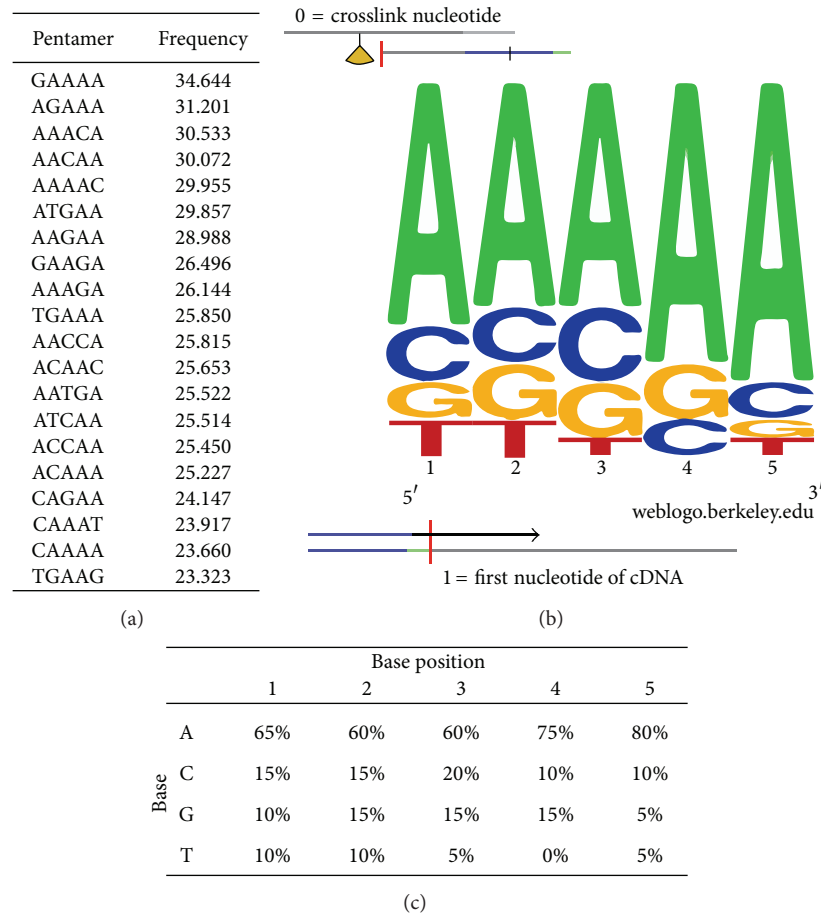 Pentamer Frequency
GAAAA 34.644
AGAAA 31.201
AAACA 30.533
AACAA 30.072
AAAAC 29.955
ATGAA 29.857
AAGAA 28.988
GAAGA 26.496
AAAGA 26.144
TGAAA 25.850
AACCA 25.815
ACAAC 25.653
AATGA 25.522
ATCAA 25.514
ACCAA 25.450
ACAAA 25.227
CAGAA 24.147
CAAAT 23.917
CAAAA 23.660
TGAAG 23.323
(a)
0 = crosslink nucleotide
A A A A A
C C C G C
G G G C G
T T T T
1 2 3 4 5
5′ 3′
weblogo.berkeley.edu
1 = first nucleotide of cDNA
(b)
Base position
1 2 3 4 5
Base
A 65% 60% 60% 75% 80%
C 15% 15% 20% 10% 10%
G 10% 15% 15% 15% 5%
T 10% 10% 5% 0% 5%
(c)